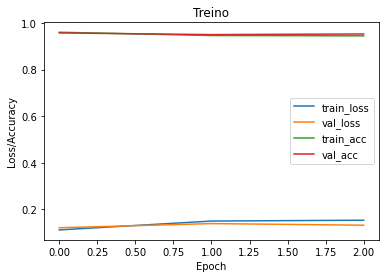 Treino
1.0
0.8
0.6
0.4
0.2
Loss/Accuracy
train_loss
val_loss
train_acc
val_acc
0.00 0.25 0.50 0.75 1.00 1.25 1.50 1.75 2.00
Epoch